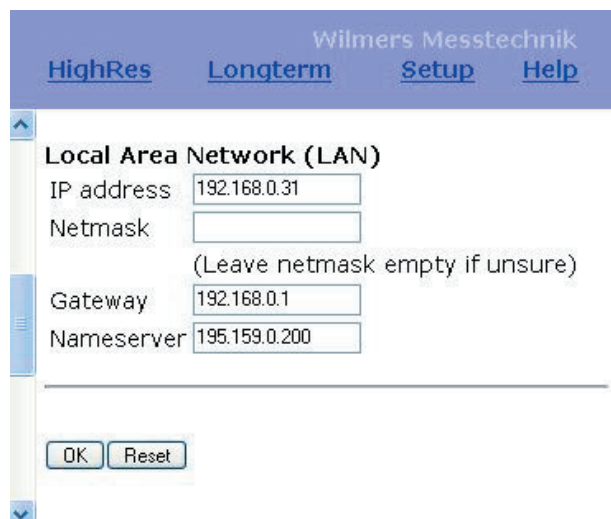 Wilmers Messtechnik
HighRes Longterm Setup Help
Local Area Network (LAN)
IP address 192.168.0.31
Netmask
(Leave netmask empty if unsure)
Gateway 192.168.0.1
Nameserver 195.159.0.200
OK Reset